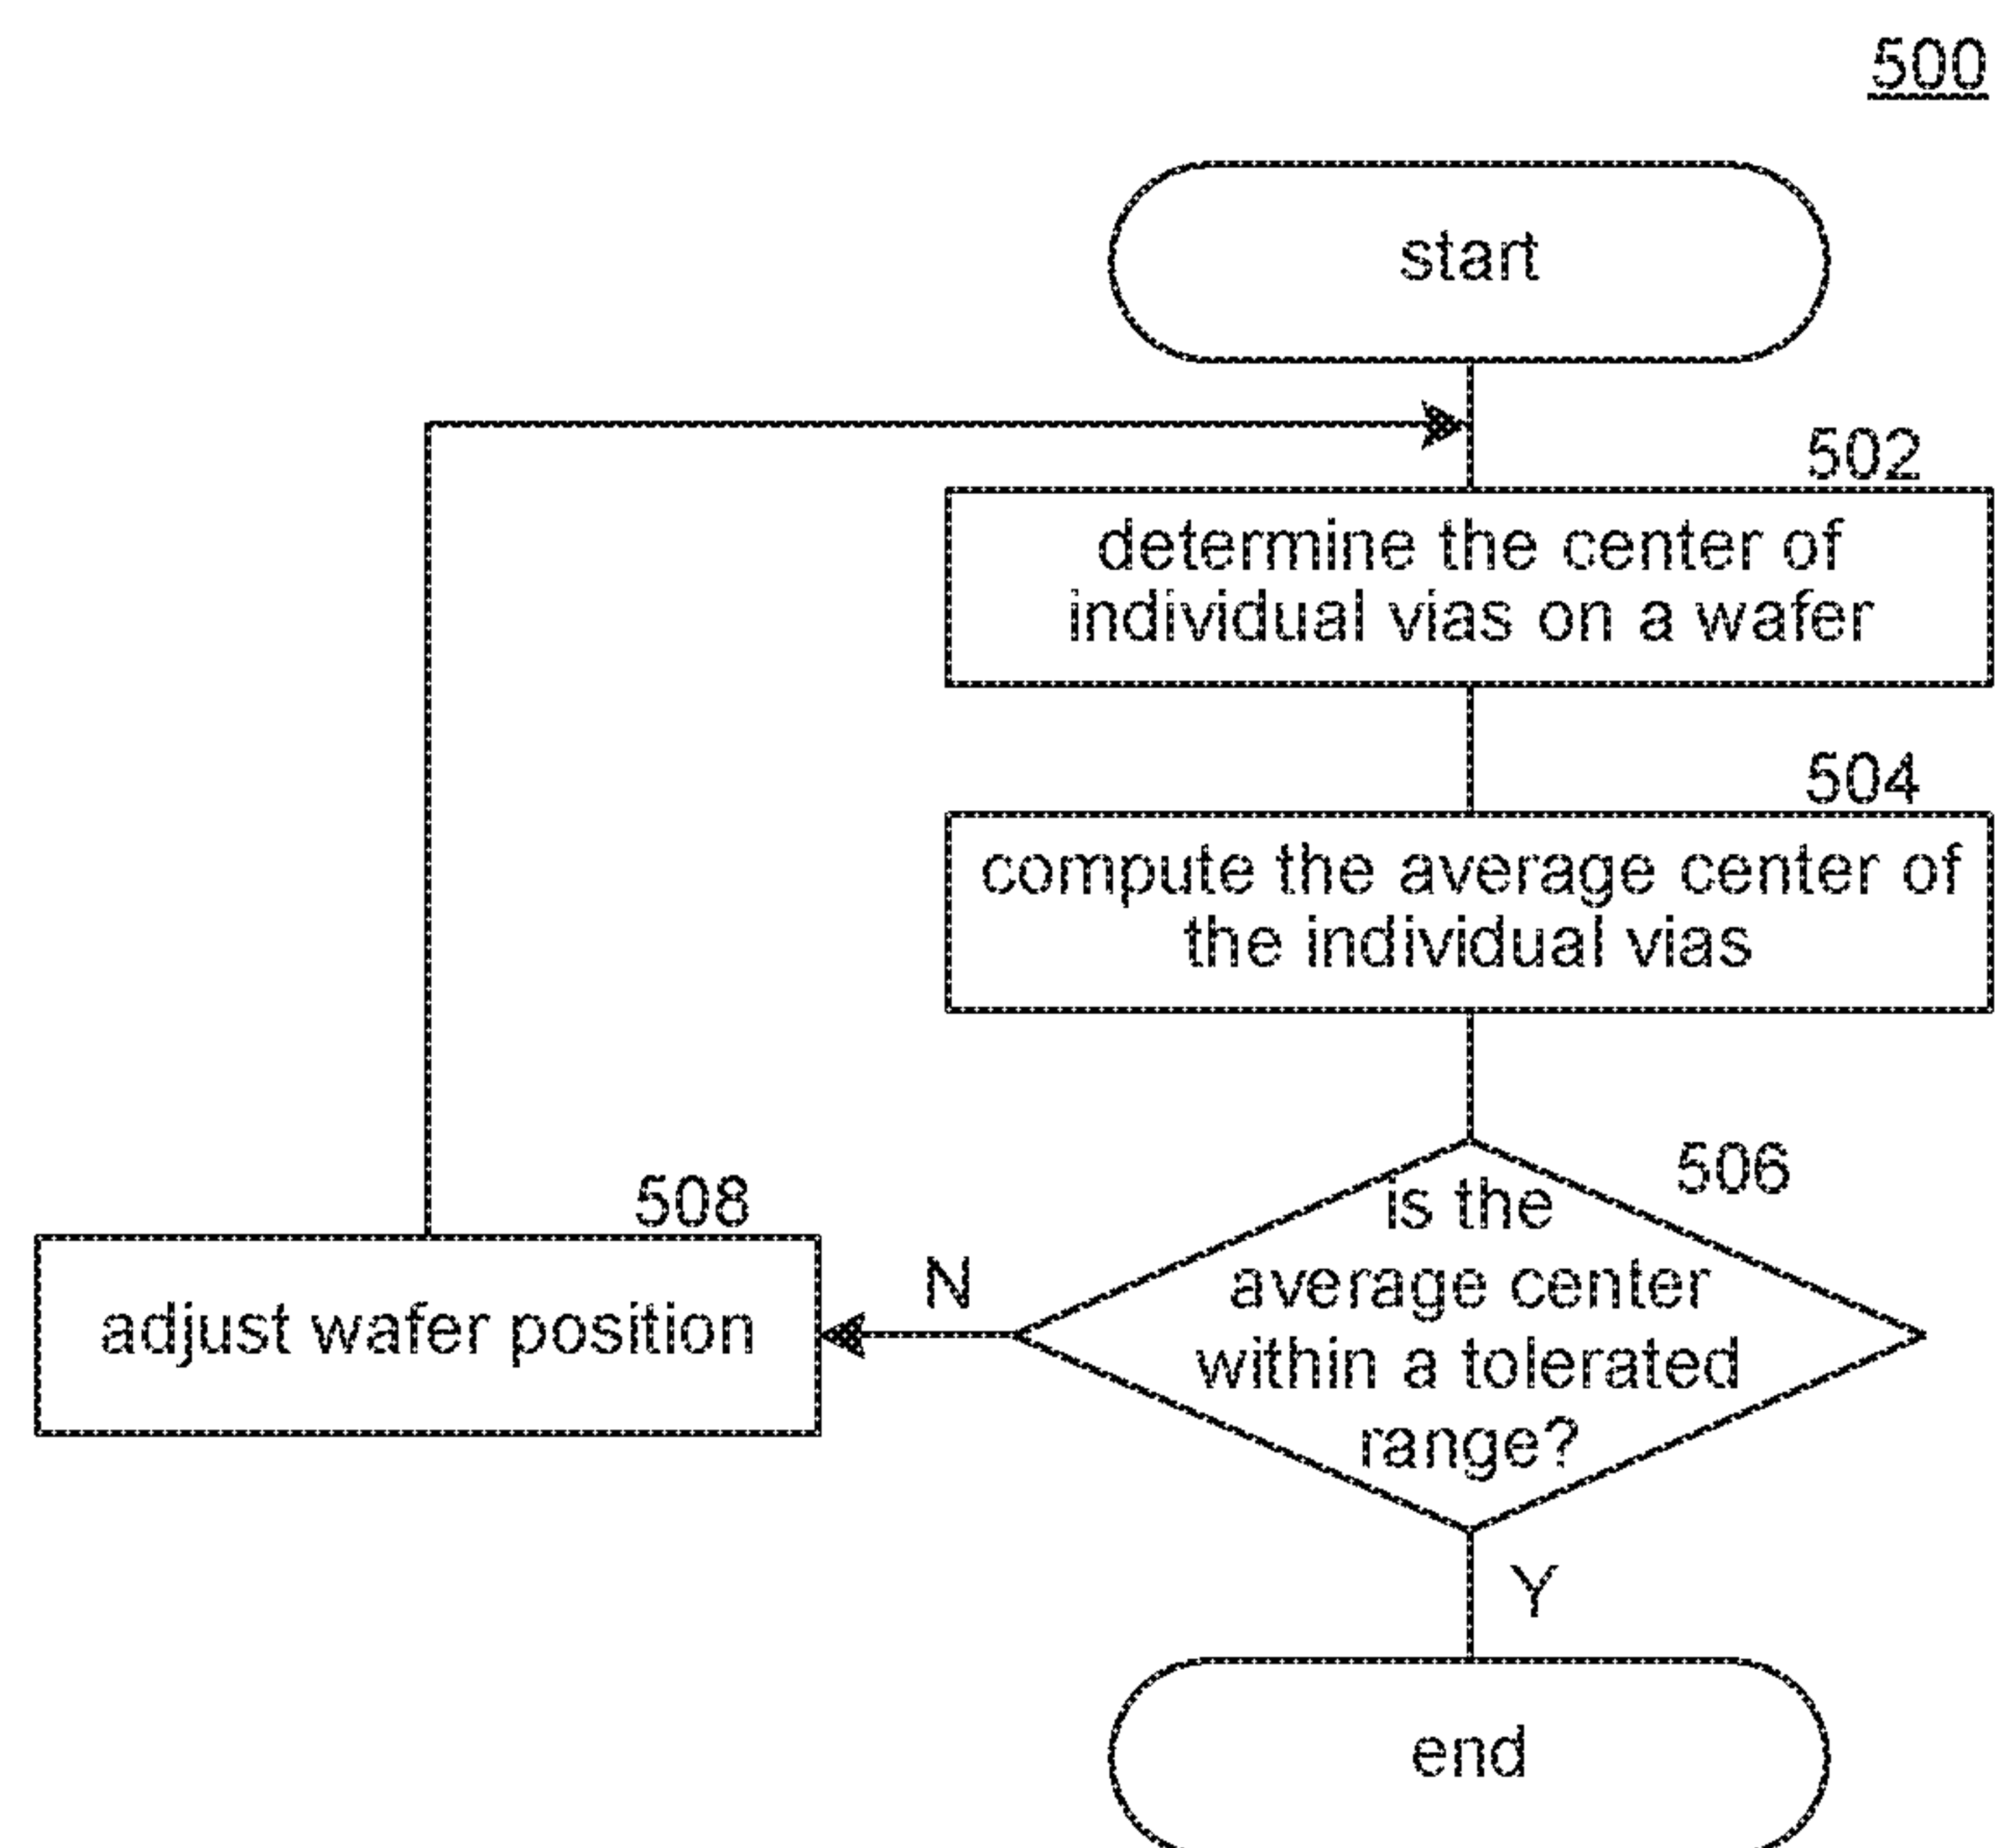 500
start
502
determine the center of
individual vias on a wafer
504
compute the average center of
the individual vias
506
is the
average center
within a tolerated
range?
N
508
adjust wafer position
Y
end